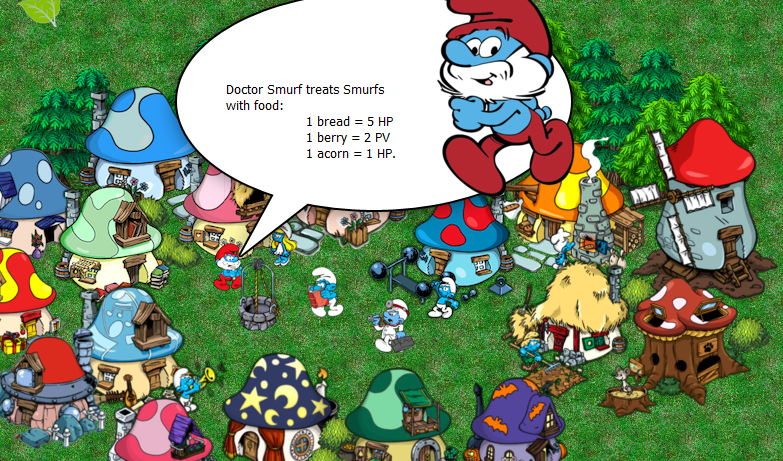 Doctor Smurf treats Smurfs
with food:
1 bread = 5 HP
1 berry = 2 PV
1 acorn = 1 HP.